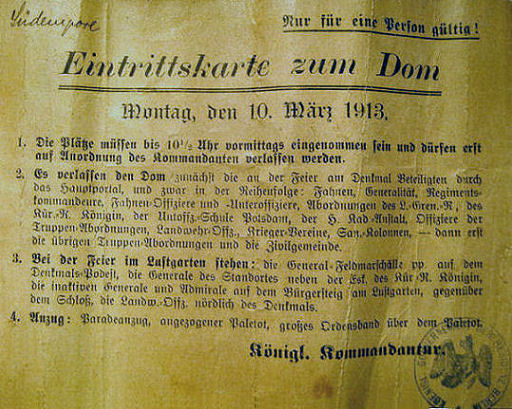 Südempore
Nur für eine Person gültig!
Eintrittskarte zum Dom
Montag, den 10. März 1913.
1. Die Plätze müssen bis 10½ Uhr vormittags eingenommen sein und dürfen erst
auf Anordnung des Kommandanten verlassen werden.
2. Es verlassen den Dom zunächst die an der Feier am Denkmal Beteiligten durch
das Hauptportal, und zwar in der Reihenfolge: Fahnen, Generalität, Regiments-
kommandeure, Fahnen-Offiziere und -Unteroffiziere, Abordnungen des L.-Gren.-R., des
Kür.-R. Königin, der Untoffz.-Schule Potsdam, der H. Kad.-Anstalt, Offiziere der
Truppen-Abordnungen, Landwehr-Offz., Krieger-Vereine, San.-Kolonnen, — dann erst
die übrigen Truppen-Abordnungen und die Zivilgemeinde.
3. Bei der Feier im Lustgarten stehen: die General-Feldmarschälle pp. auf dem
Denkmals-Podest, die Generale des Standortes neben der Esk. des Kür.-R. Königin,
die inaktiven Generale und Admirale auf dem Bürgersteig am Lustgarten, gegenüber
dem Schloß, die Landw.-Offz. nördlich des Denkmals.
4. Anzug: Paradeanzug, angezogener Paletot, großes Ordensband über dem Paletot.
Königl. Kommandantur.